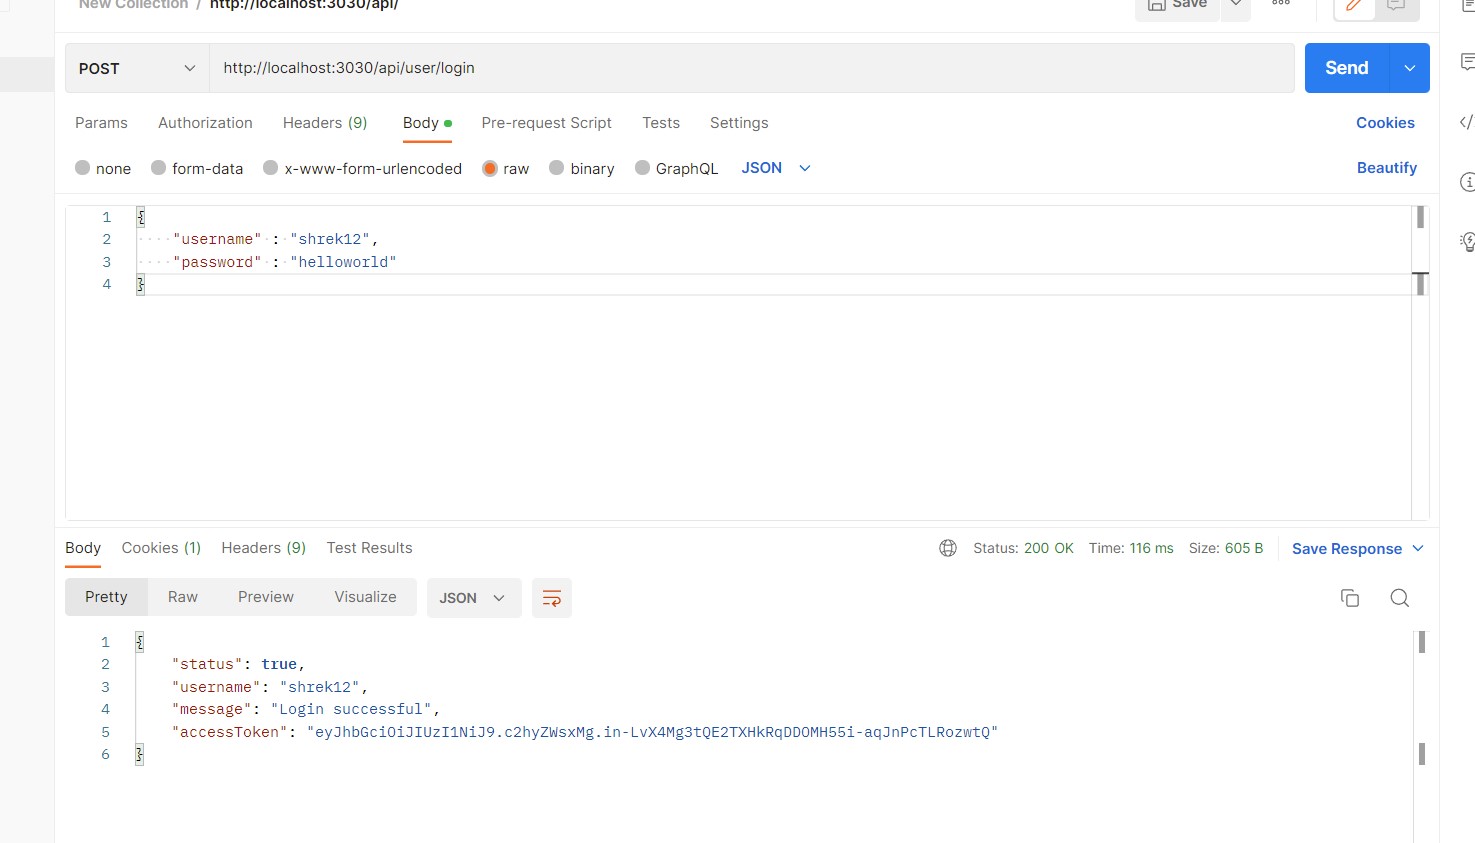 New Collection / http://localhost:3030/api/
Save
POST http://localhost:3030/api/user/login Send
Params Authorization Headers (9) Body Pre-request Script Tests Settings Cookies
none form-data x-www-form-urlencoded raw binary GraphQL JSON Beautify
1 {
2 "username" : "shrek12",
3 "password" : "helloworld"
4 }
Body Cookies (1) Headers (9) Test Results Status: 200 OK Time: 116 ms Size: 605 B Save Response
Pretty Raw Preview Visualize JSON
1 {
2 "status": true,
3 "username": "shrek12",
4 "message": "Login successful",
5 "accessToken": "eyJhbGciOiJIUzI1NiJ9.c2hyZWsxMg.in-LvX4Mg3tQE2TXHkRqDDOMH55i-aqJnPcTLRozwtQ"
6 }